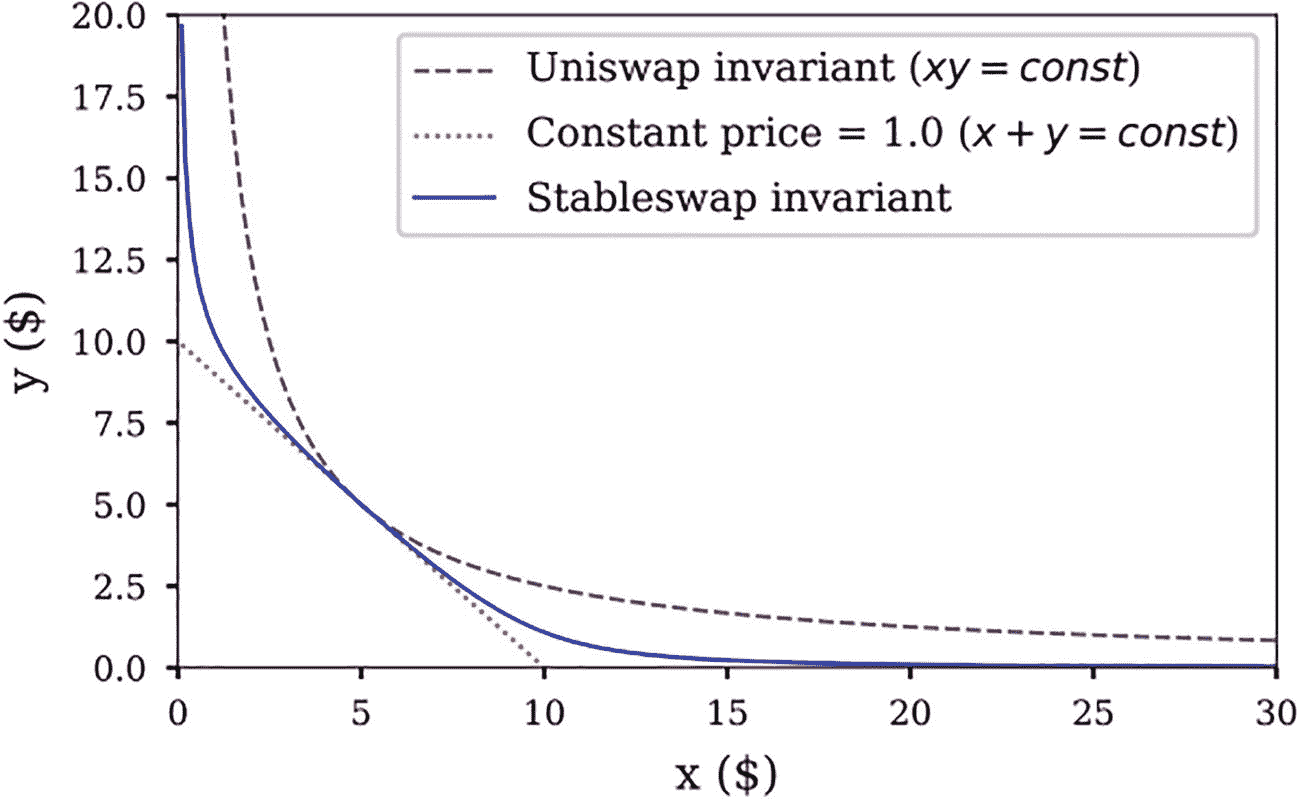 20.0
17.5
15.0
12.5
10.0
7.5
5.0
2.5
0.0
y ($)
Uniswap invariant (xy = const)
Constant price = 1.0 (x + y = const)
Stableswap invariant
0 5 10 15 20 25 30
x ($)